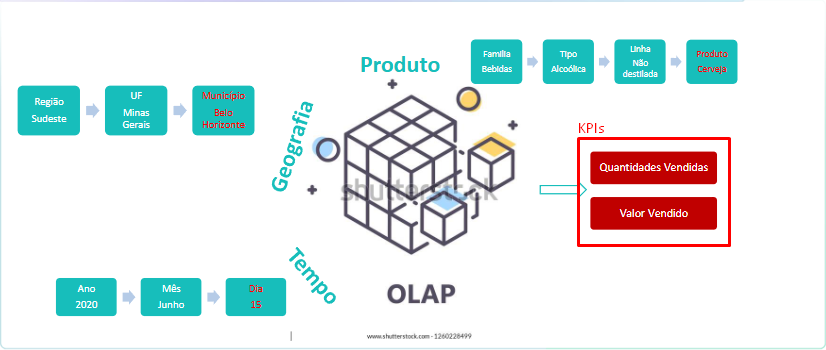 Produto
Família
Bebidas
Tipo
Alcoólica
Linha
Não
destilada
Produto
Cerveja
Região
Sudeste
UF
Minas
Gerais
Município
Belo
Horizonte
Geografia
KPIs
Quantidades Vendidas
Valor Vendido
shutterstock
Tempo
Ano
2020
Mês
Junho
Dia
15
OLAP
www.shutterstock.com · 1260228499